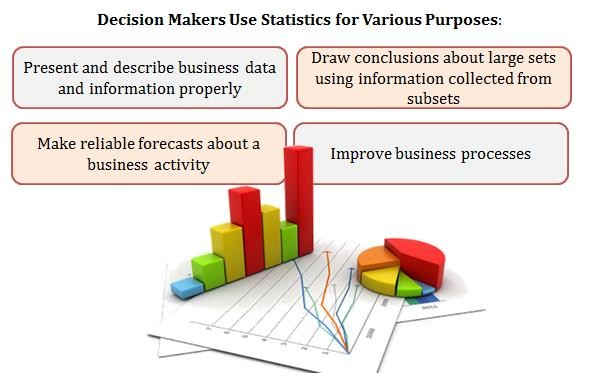 Decision Makers Use Statistics for Various Purposes:
Present and describe business data
and information properly
Draw conclusions about large sets
using information collected from
subsets
Make reliable forecasts about a
business activity
Improve business processes